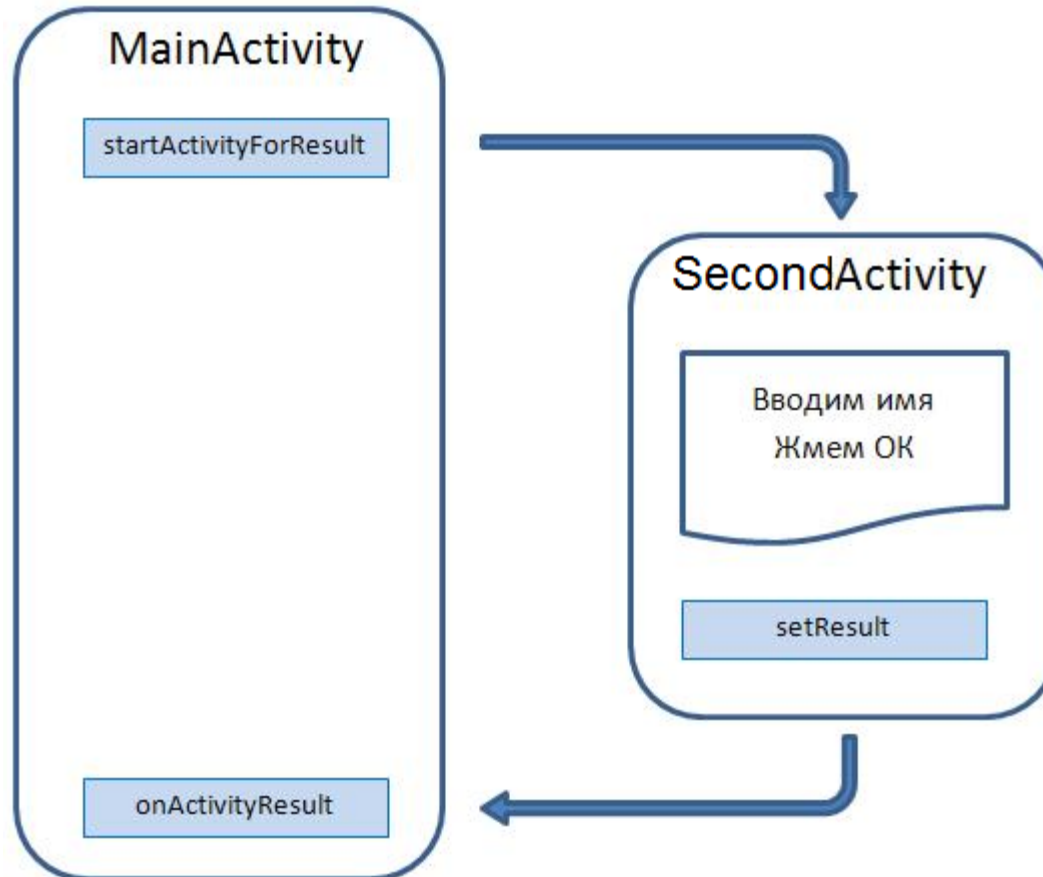 MainActivity
startActivityForResult
SecondActivity
Вводим имя
Жмем ОК
setResult
onActivityResult